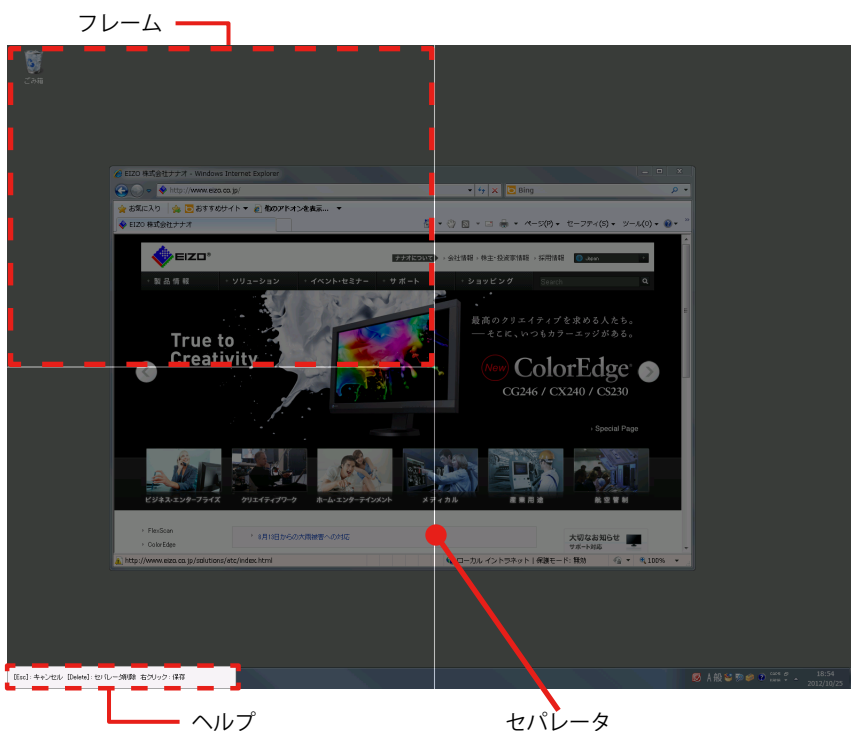 フレーム
ごみ箱
EIZO 株式会社ナナオ - Windows Internet Explorer
http://www.eizo.co.jp/
Bing
お気に入り おすすめサイト ▼ 他のアドオンを表示... ▼
EIZO 株式会社ナナオ
ページ(P) ▼ セーフティ(S) ▼ ツール(O) ▼
EIZO®
ナナオについて 会社情報 株主・投資家情報 採用情報 Japan
製品情報 ソリューション イベント・セミナー サポート ショッピング Search
最高のクリエイティブを求める人たち。
──そこに、いつもカラーエッジがある。
True to
Creativity
New ColorEdge®
CG246 / CX240 / CS230
› Special Page
ビジネス・エンタープライズ クリエイティブワーク ホーム・エンターテインメント メディカル 産業用途 航空管制
FlexScan
ColorEdge
大切なお知らせ
サポート対応
http://www.eizo.co.jp/solutions/atc/index.html
ローカル イントラネット | 保護モード: 無効
100%
[Esc]: キャンセル [Delete]: セパレータ削除 右クリック: 保存
A 般
18:54
2012/10/25
ヘルプ
セパレータ